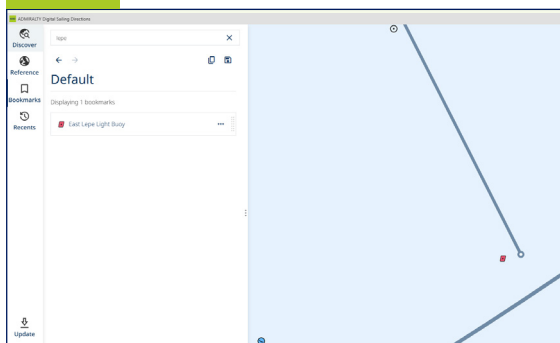 ADMIRALTY Digital Sailing Directions
Discover
Reference
Bookmarks
Recents
Update
lepe
Default
Displaying 1 bookmarks
East Lepe Light Buoy